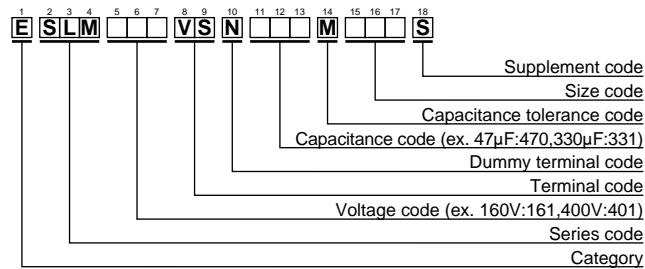 1 2 3 4 5 6 7 8 9 10 11 12 13 14 15 16 17 18
E S L M V S N M S
Supplement code
Size code
Capacitance tolerance code
Capacitance code (ex. 47μF:470,330μF:331)
Dummy terminal code
Terminal code
Voltage code (ex. 160V:161,400V:401)
Series code
Category